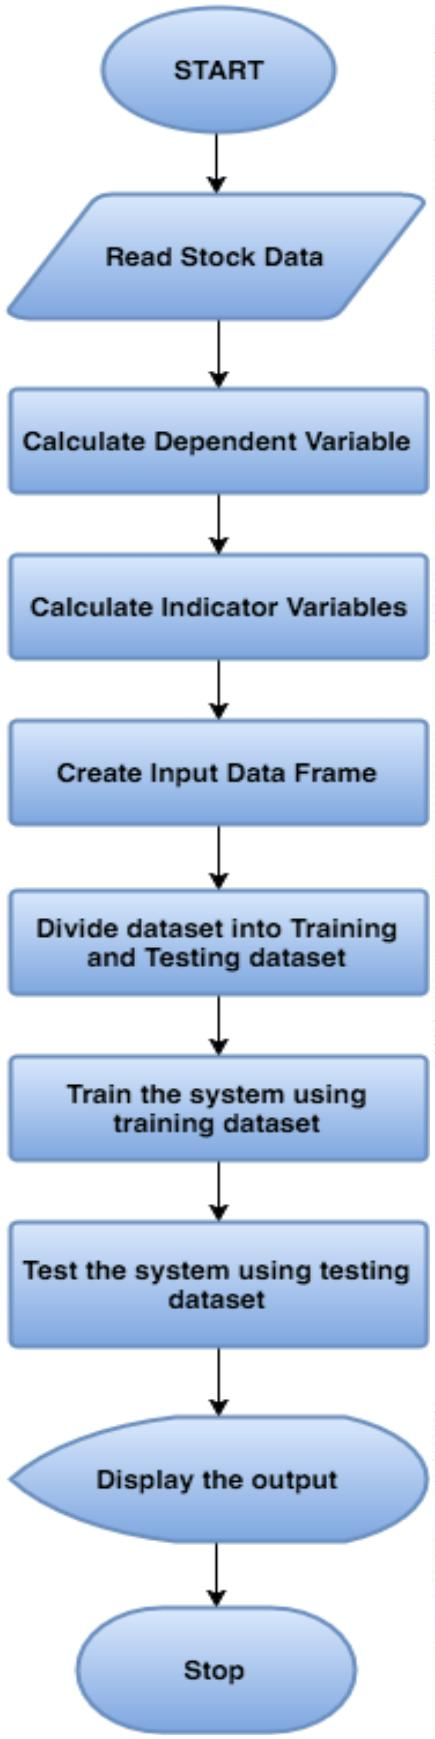 START
Read Stock Data
Calculate Dependent Variable
Calculate Indicator Variables
Create Input Data Frame
Divide dataset into Training
and Testing dataset
Train the system using
training dataset
Test the system using testing
dataset
Display the output
Stop